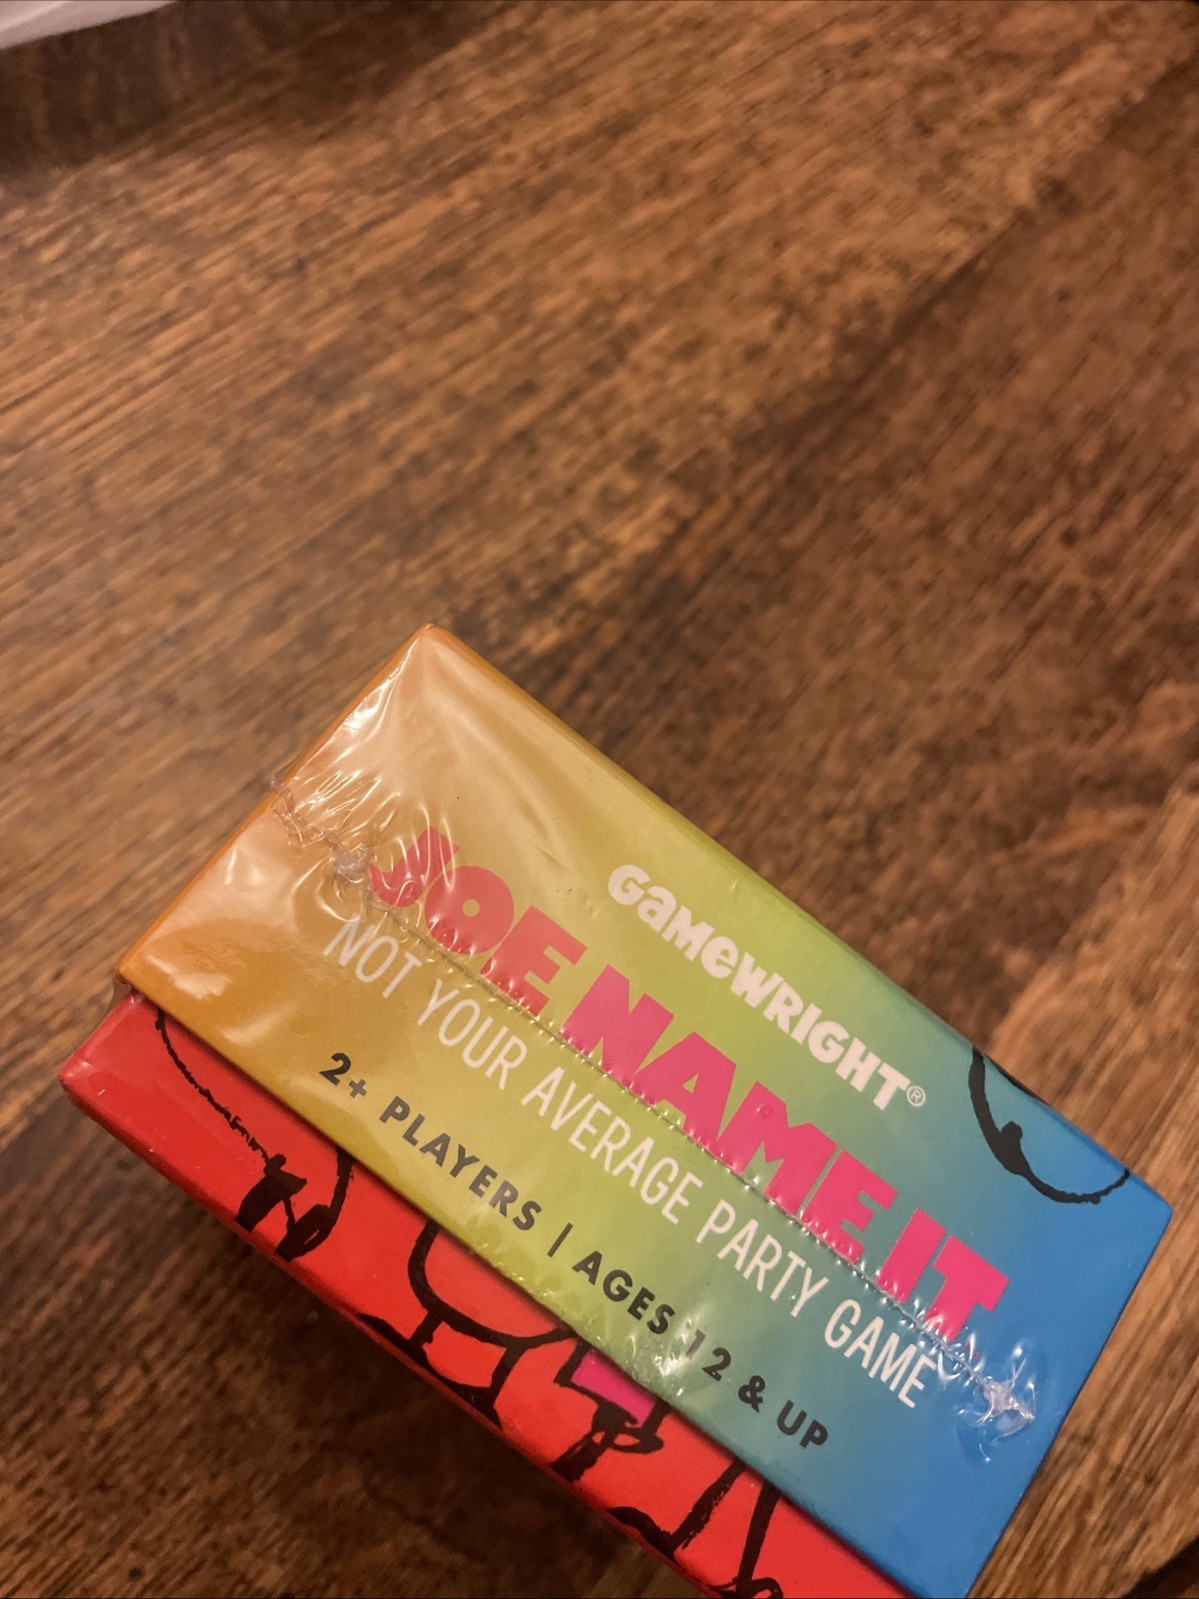 GAMEWRIGHT®
JOE NAME IT
NOT YOUR AVERAGE PARTY GAME
2+ PLAYERS | AGES 12 & UP